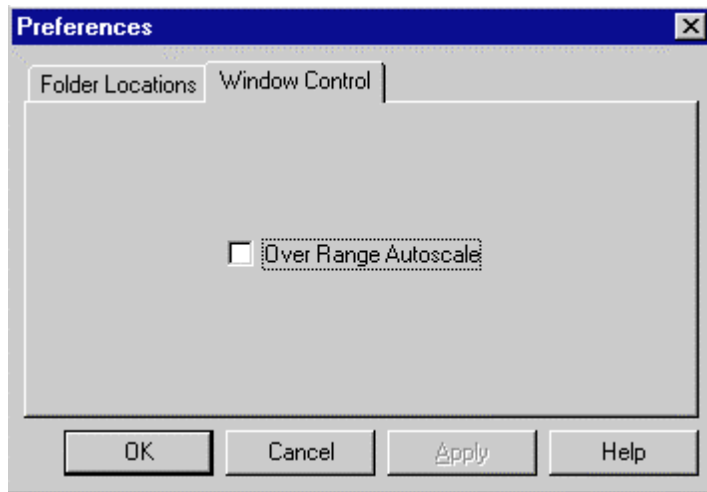 Preferences
Folder Locations Window Control
Over Range Autoscale
OK Cancel Apply Help